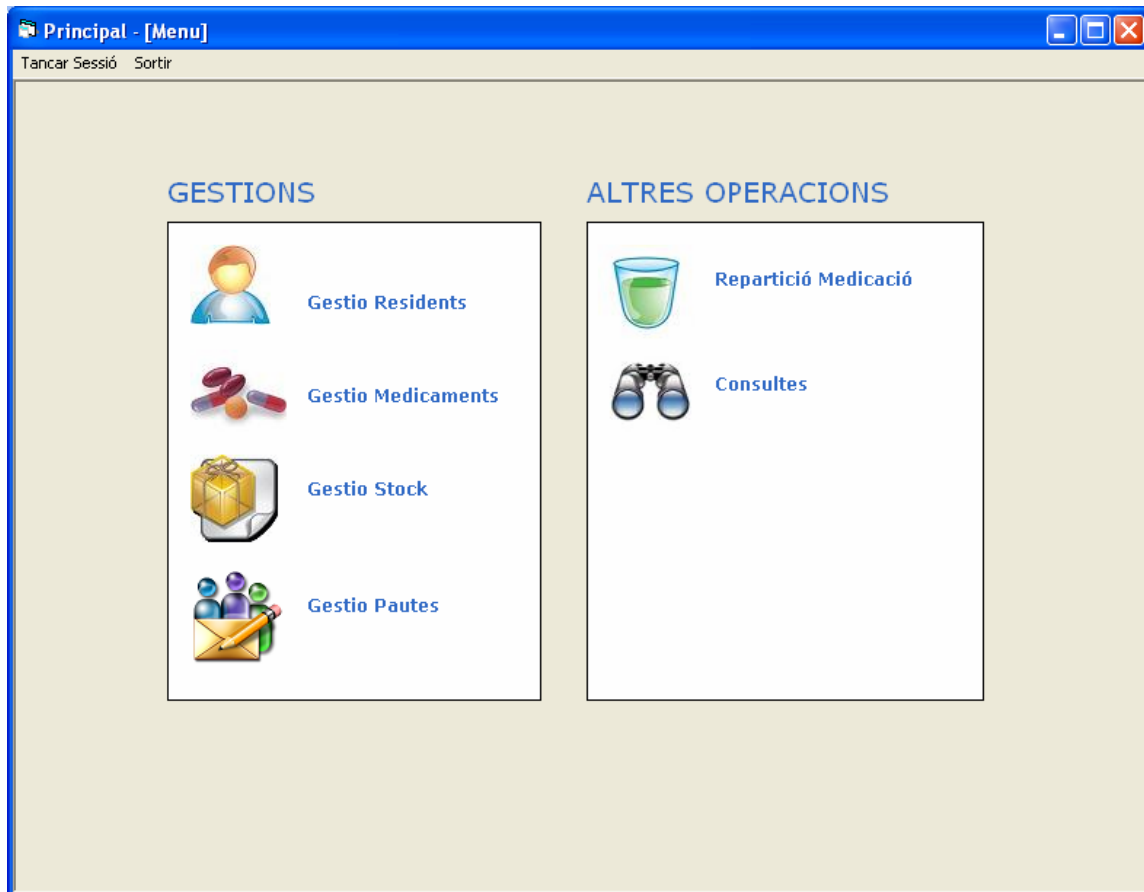 Principal - [Menu]
Tancar Sessió Sortir
GESTIONS
Gestio Residents
Gestio Medicaments
Gestio Stock
Gestio Pautes
ALTRES OPERACIONS
Repartició Medicació
Consultes